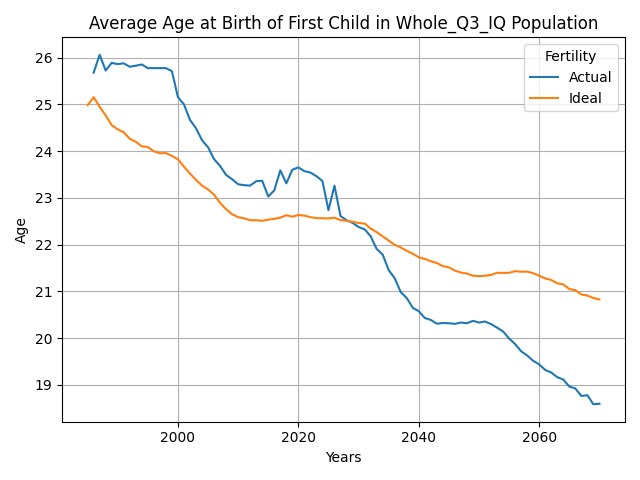 Average Age at Birth of First Child in Whole_Q3_IQ Population
Fertility
Actual
Ideal
26
25
24
23
22
21
20
19
Age
2000 2020 2040 2060
Years